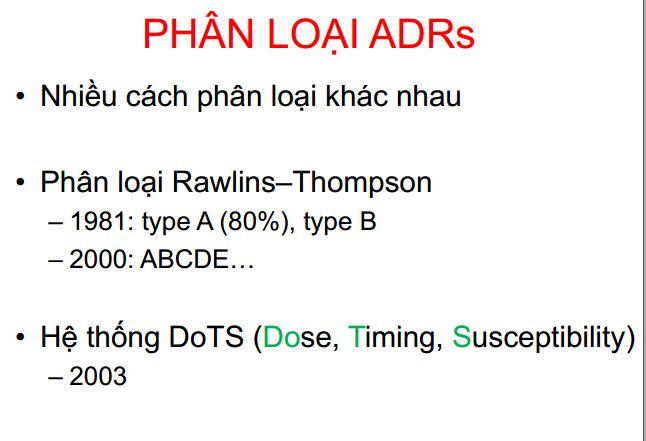 PHÂN LOẠI ADRs
• Nhiều cách phân loại khác nhau
• Phân loại Rawlins–Thompson
– 1981: type A (80%), type B
– 2000: ABCDE…
• Hệ thống DoTS (Dose, Timing, Susceptibility)
– 2003